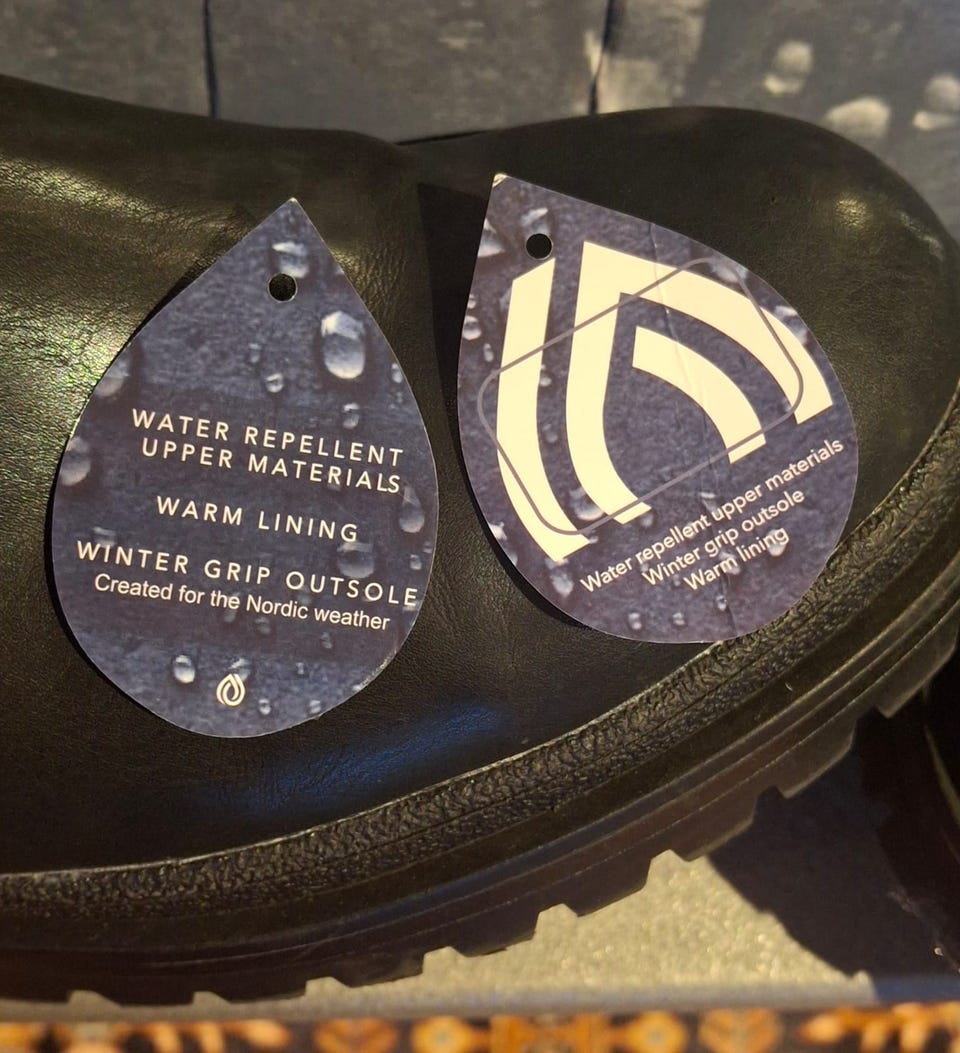 WATER REPELLENT
UPPER MATERIALS
WARM LINING
WINTER GRIP OUTSOLE
Created for the Nordic weather
Water repellent upper materials
Winter grip outsole
Warm lining